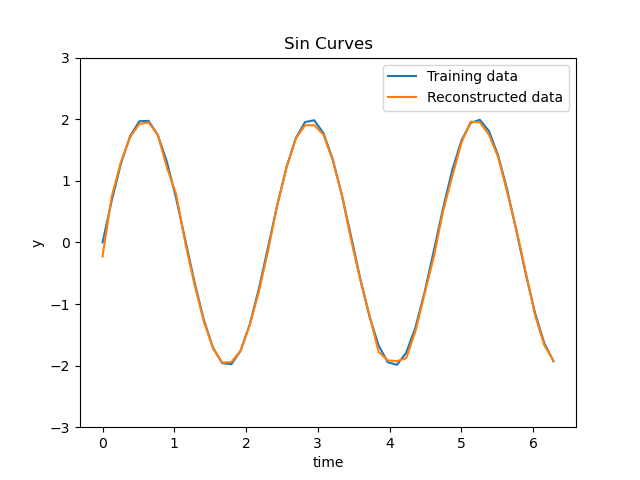 Sin Curves
Training data
Reconstructed data
3
2
1
0
−1
−2
−3
y
0 1 2 3 4 5 6
time